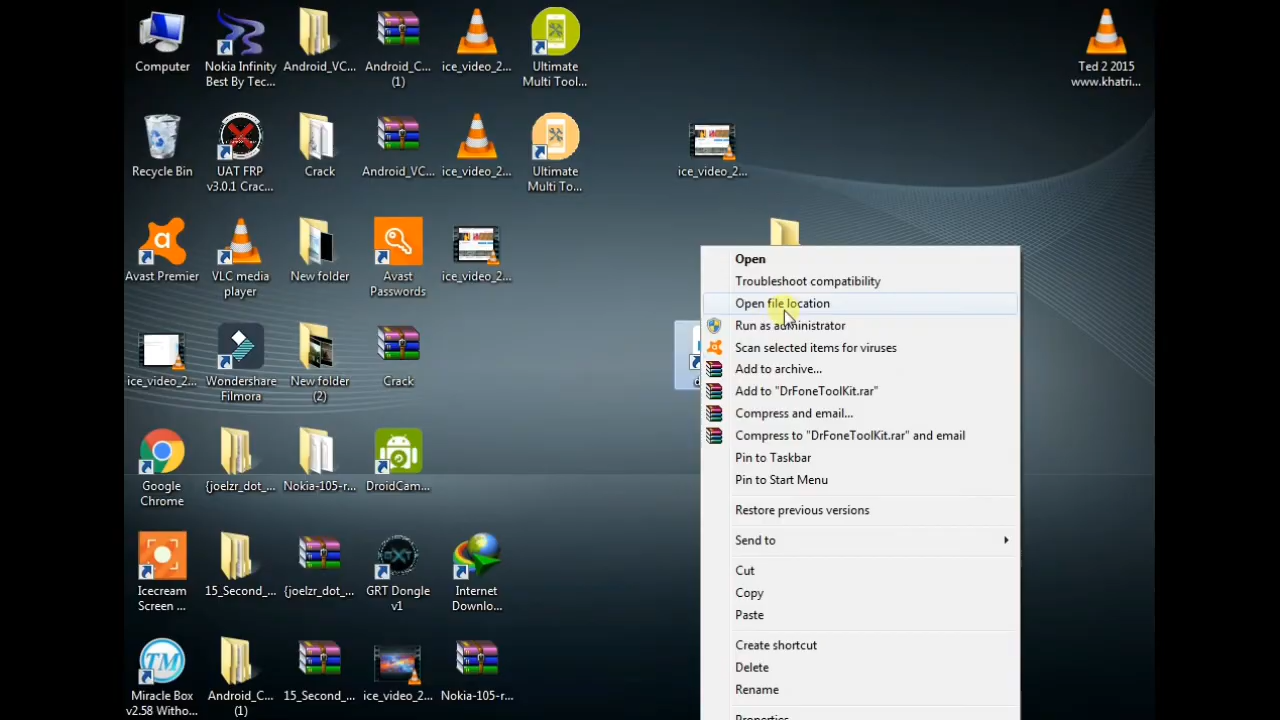 Computer
Nokia Infinity
Best By Tec...
Android_VC...
Android_C...
(1)
ice_video_2...
Ultimate
Multi Tool...
Ted 2 2015
www.khatri...
Recycle Bin
UAT FRP
v3.0.1 Crac...
Crack
Android_VC...
ice_video_2...
Ultimate
Multi To...
ice_video_2...
Avast Premier
VLC media
player
New folder
Avast
Passwords
ice_video_2...
ice_video_2...
Wondershare
Filmora
New folder
(2)
Crack
Google
Chrome
{joelzr_dot_...
Nokia-105-r...
DroidCam...
Icecream
Screen ...
15_Second_...
{joelzr_dot_...
GRT Dongle
v1
Internet
Downlo...
Miracle Box
v2.58 Witho...
Android_C...
(1)
15_Second_...
ice_video_2...
Nokia-105-r...
Open
Troubleshoot compatibility
Open file location
Run as administrator
Scan selected items for viruses
Add to archive...
Add to "DrFoneToolKit.rar"
Compress and email...
Compress to "DrFoneToolKit.rar" and email
Pin to Taskbar
Pin to Start Menu
Restore previous versions
Send to
Cut
Copy
Paste
Create shortcut
Delete
Rename
Properties